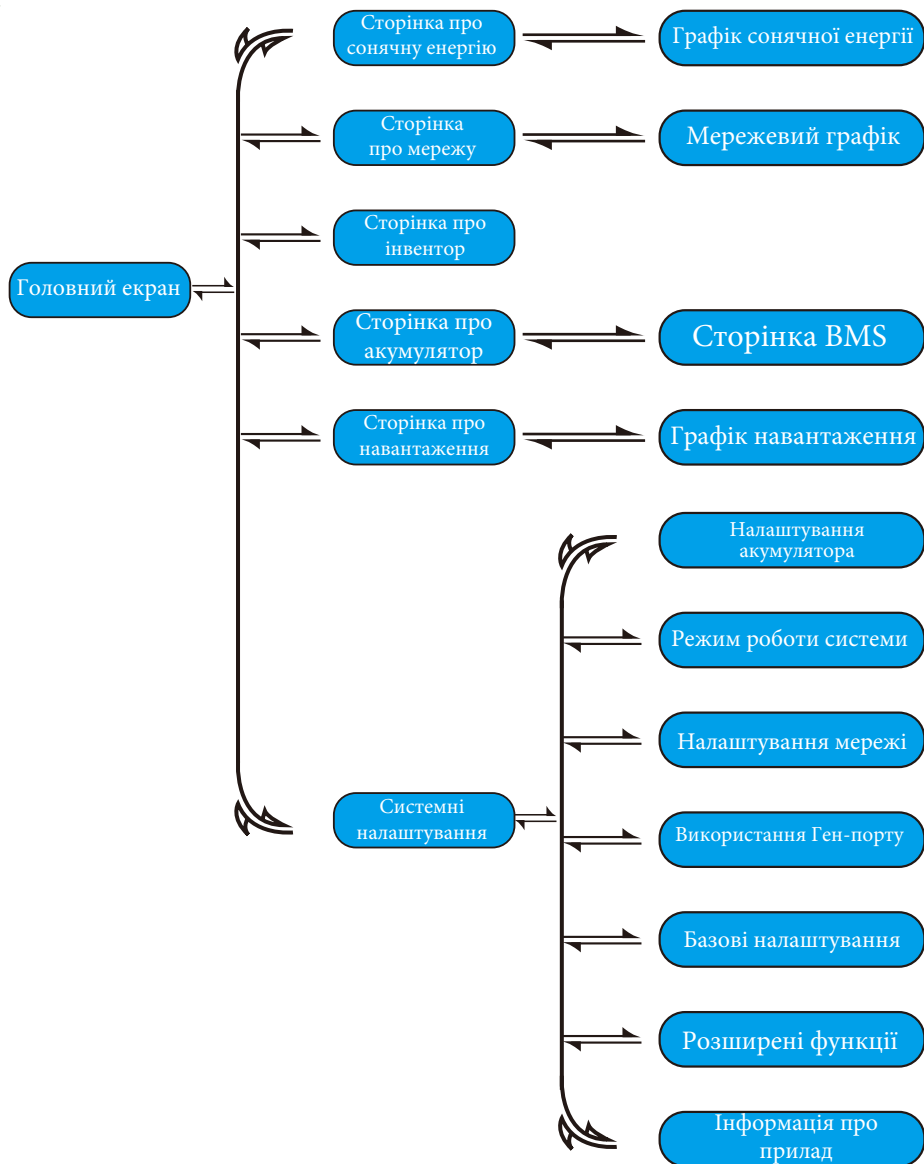 Сторінка про
сонячну енергію
Графік сонячної енергії
Сторінка
про мережу
Мережевий графік
Сторінка про
інвентор
Головний екран
Сторінка про
акумулятор
Сторінка BMS
Сторінка про
навантаження
Графік навантаження
Налаштування
акумулятора
Режим роботи системи
Налаштування мережі
Системні
налаштування
Використання Ген-порту
Базові налаштування
Розширені функції
Інформація про
прилад